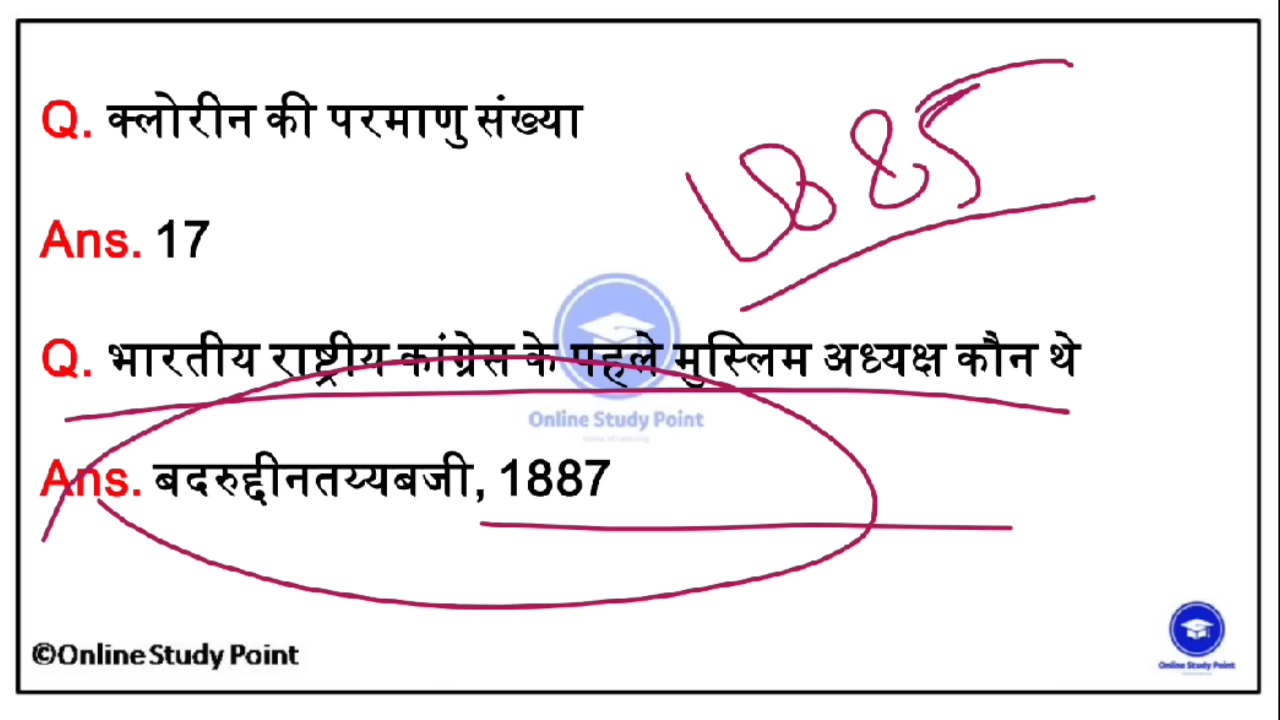 Q. क्लोरीन की परमाणु संख्या
1885
Ans. 17
Q. भारतीय राष्ट्रीय कांग्रेस के पहले मुस्लिम अध्यक्ष कौन थे
Online Study Point
Ans. बदरुद्दीनतय्यबजी, 1887
©Online Study Point
Online Study Point